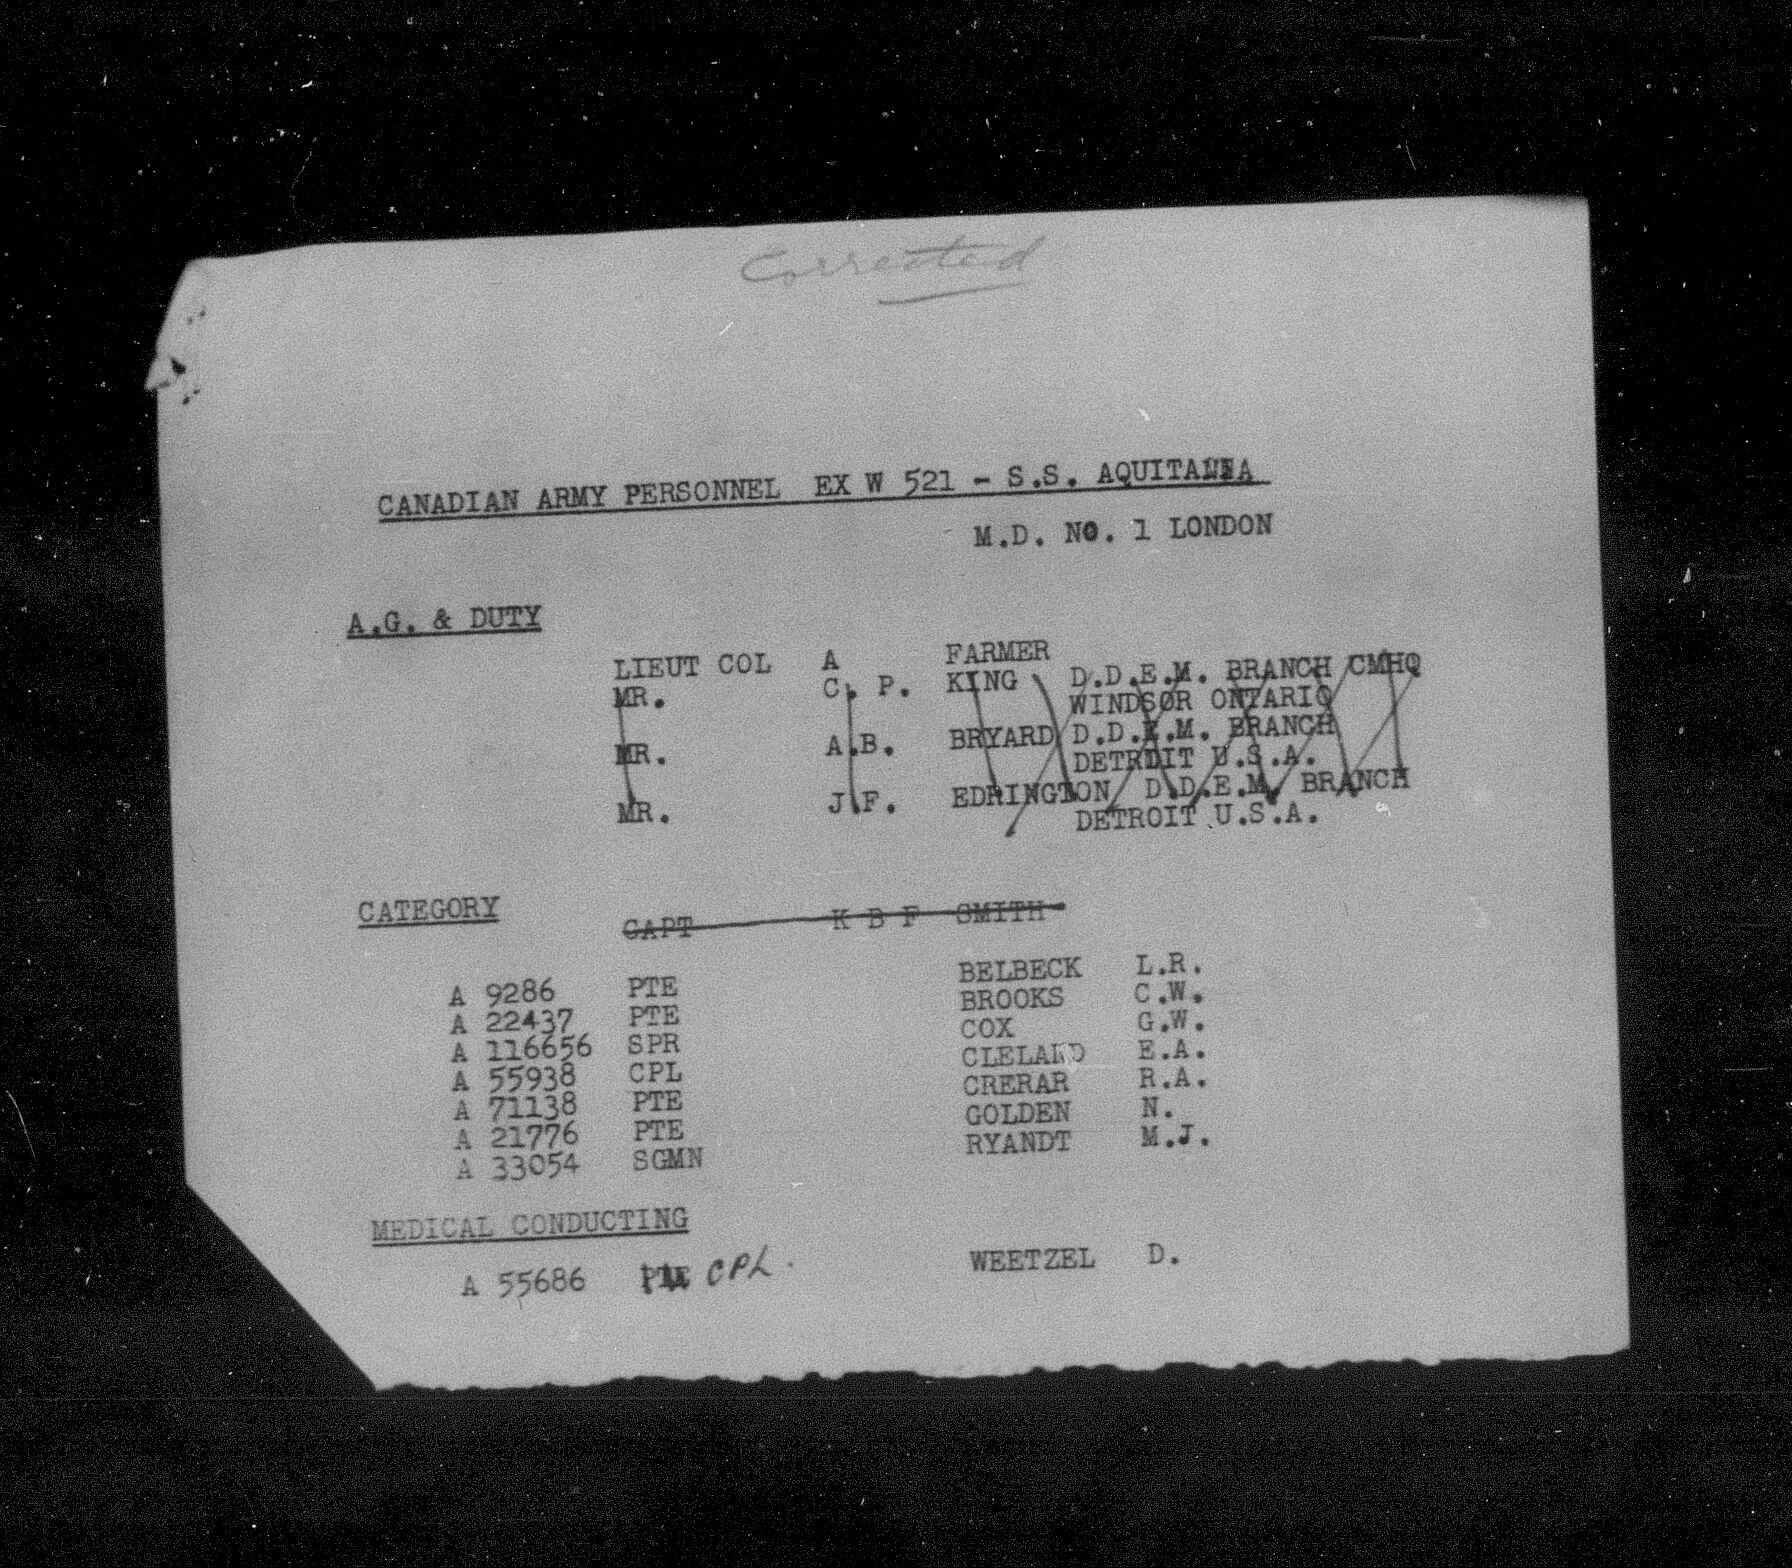 Corrected
CANADIAN ARMY PERSONNEL EX W 521 - S.S. AQUITANIA
M.D. NO. 1 LONDON
A.G. & DUTY
LIEUT COL A FARMER
MR. C. P. KING D.D.E.M. BRANCH CMHQ
WINDSOR ONTARIO
MR. A.B. BRYARD D.D.E.M. BRANCH
DETROIT U.S.A.
MR. J.F. EDRINGTON D.D.E.M. BRANCH
DETROIT U.S.A.
CATEGORY
CAPT K B F SMITH
A 9286 PTE BELBECK L.R.
A 22437 PTE BROOKS C.W.
A 116656 SPR COX G.W.
A 55938 CPL CLELAND E.A.
A 71138 PTE CRERAR R.A.
A 21776 PTE GOLDEN N.
A 33054 SGMN RYANDT M.J.
MEDICAL CONDUCTING
A 55686 PTE CPL. WEETZEL D.